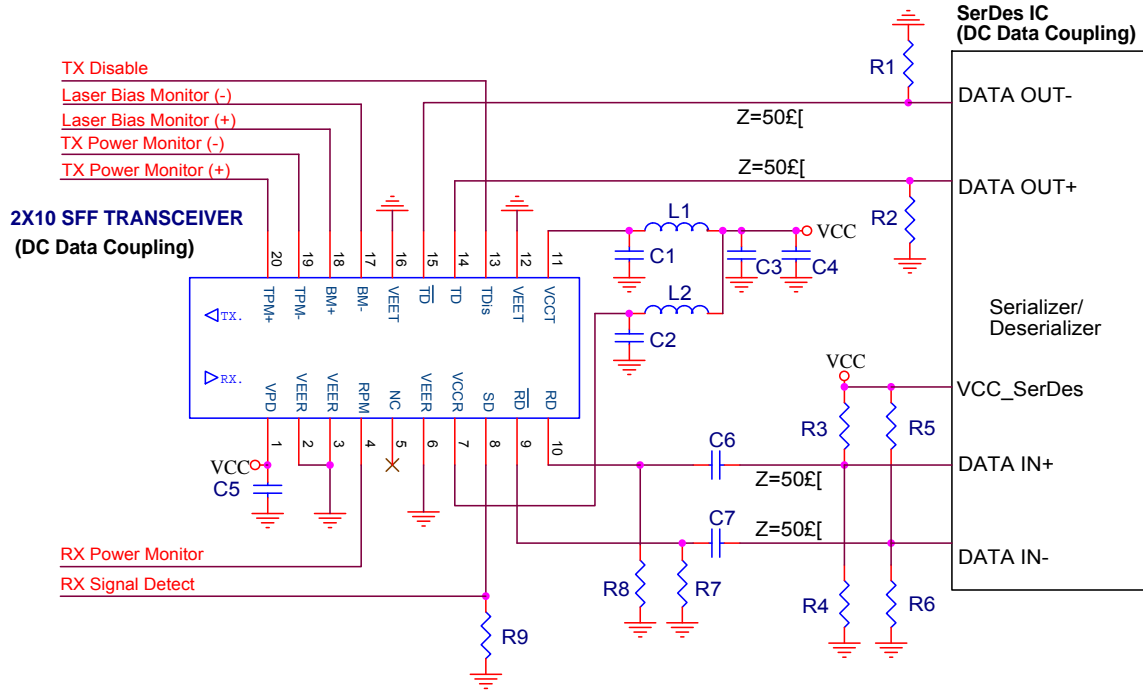 SerDes IC
(DC Data Coupling)
TX Disable
R1
Laser Bias Monitor (-)
DATA OUT-
Laser Bias Monitor (+)
Z=50£[
TX Power Monitor (-)
TX Power Monitor (+)
Z=50£[
DATA OUT+
2X10 SFF TRANSCEIVER
(DC Data Coupling)
R2
L1
VCC
20 19 18 17 16 15 14 13 12 11
C1
C3
C4
TPM+ TPM- BM+ BM- VEET TD TD TDis VEET VCCT
L2
TX.
Serializer/
Deserializer
C2
RX.
VCC
VPD VEER VEER RPM NC VEER VCCR SD RD RD
VCC_SerDes
1 2 3 4 5 6 7 8 9 10
R3
R5
C6
VCC
DATA IN+
C5
Z=50£[
C7
Z=50£[
RX Power Monitor
DATA IN-
RX Signal Detect
R8
R7
R4
R6
R9